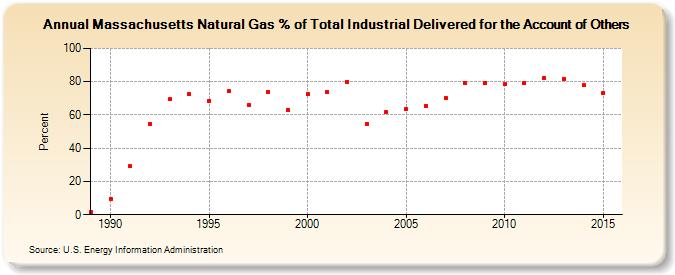 Annual Massachusetts Natural Gas % of Total Industrial Delivered for the Account of Others
Percent
100
80
60
40
20
0
1990 1995 2000 2005 2010 2015
Source: U.S. Energy Information Administration